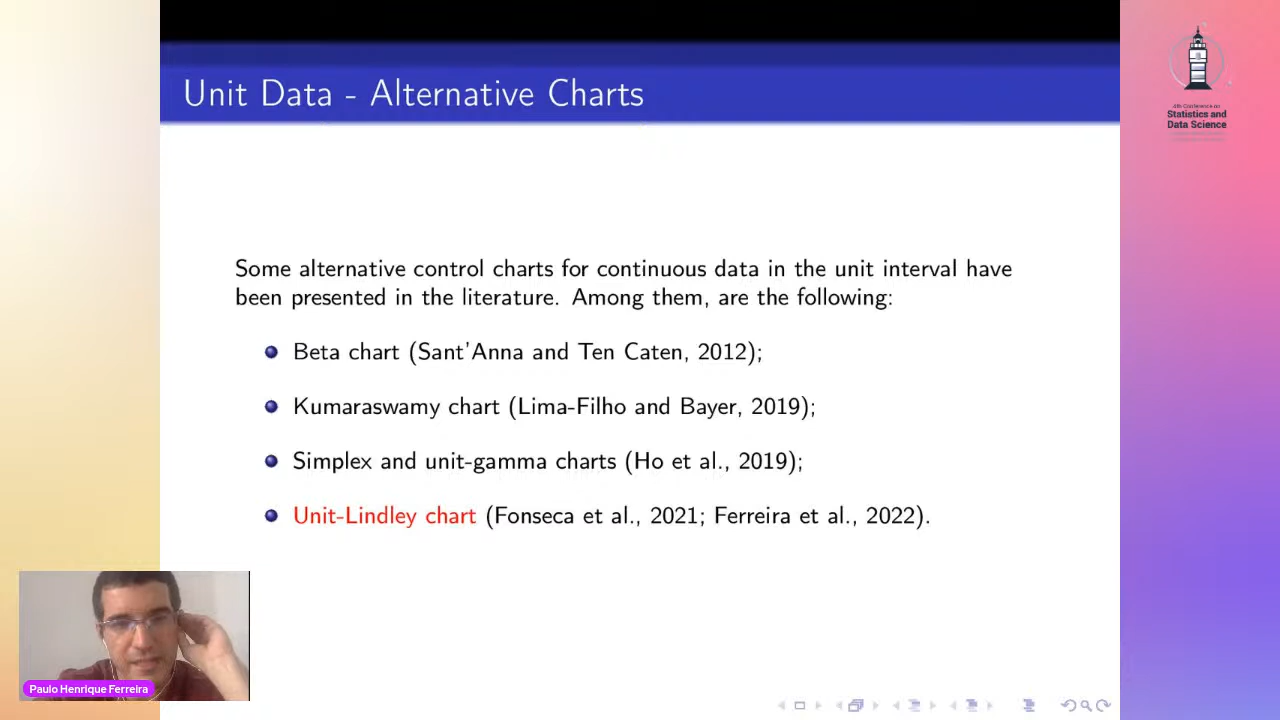 Unit Data - Alternative Charts
4th Conference on
Statistics and
Data Science
Some alternative control charts for continuous data in the unit interval have
been presented in the literature. Among them, are the following:
Beta chart (Sant'Anna and Ten Caten, 2012);
Kumaraswamy chart (Lima-Filho and Bayer, 2019);
Simplex and unit-gamma charts (Ho et al., 2019);
Unit-Lindley chart (Fonseca et al., 2021; Ferreira et al., 2022).
Paulo Henrique Ferreira